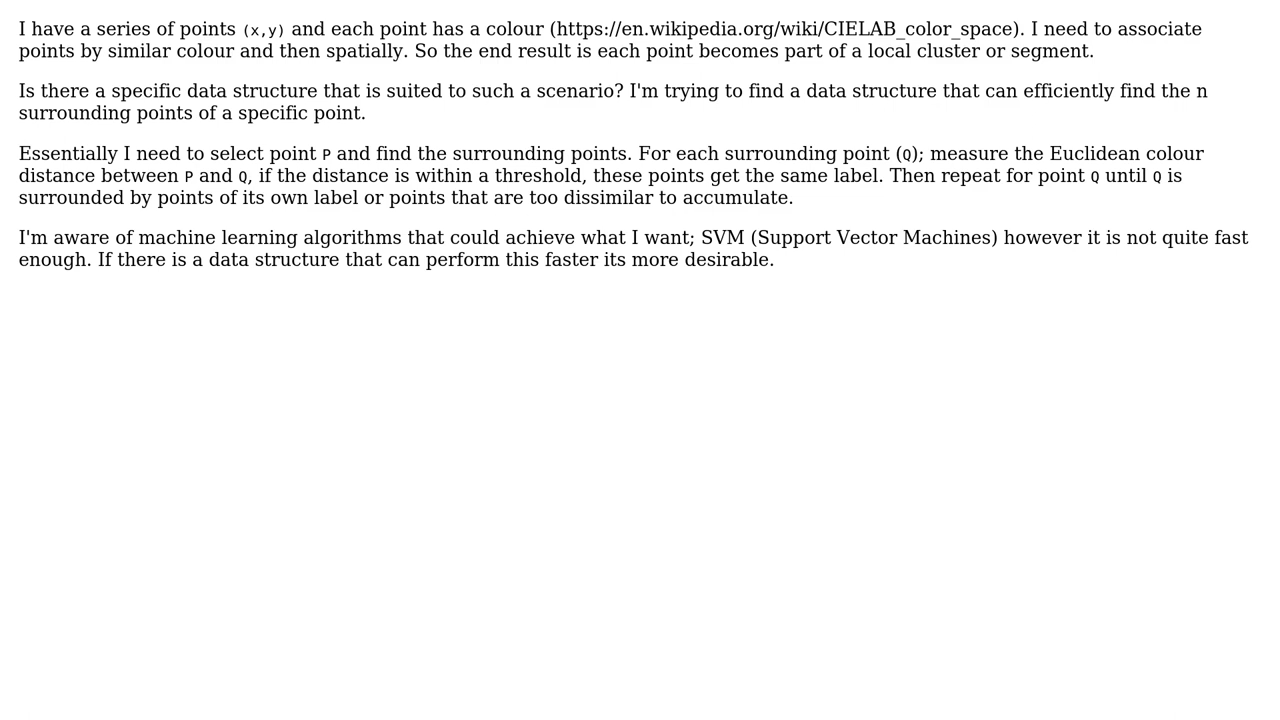 I have a series of points (x,y) and each point has a colour (https://en.wikipedia.org/wiki/CIELAB_color_space). I need to associate
points by similar colour and then spatially. So the end result is each point becomes part of a local cluster or segment.
Is there a specific data structure that is suited to such a scenario? I'm trying to find a data structure that can efficiently find the n
surrounding points of a specific point.
Essentially I need to select point P and find the surrounding points. For each surrounding point (Q); measure the Euclidean colour
distance between P and Q, if the distance is within a threshold, these points get the same label. Then repeat for point Q until Q is
surrounded by points of its own label or points that are too dissimilar to accumulate.
I'm aware of machine learning algorithms that could achieve what I want; SVM (Support Vector Machines) however it is not quite fast
enough. If there is a data structure that can perform this faster its more desirable.